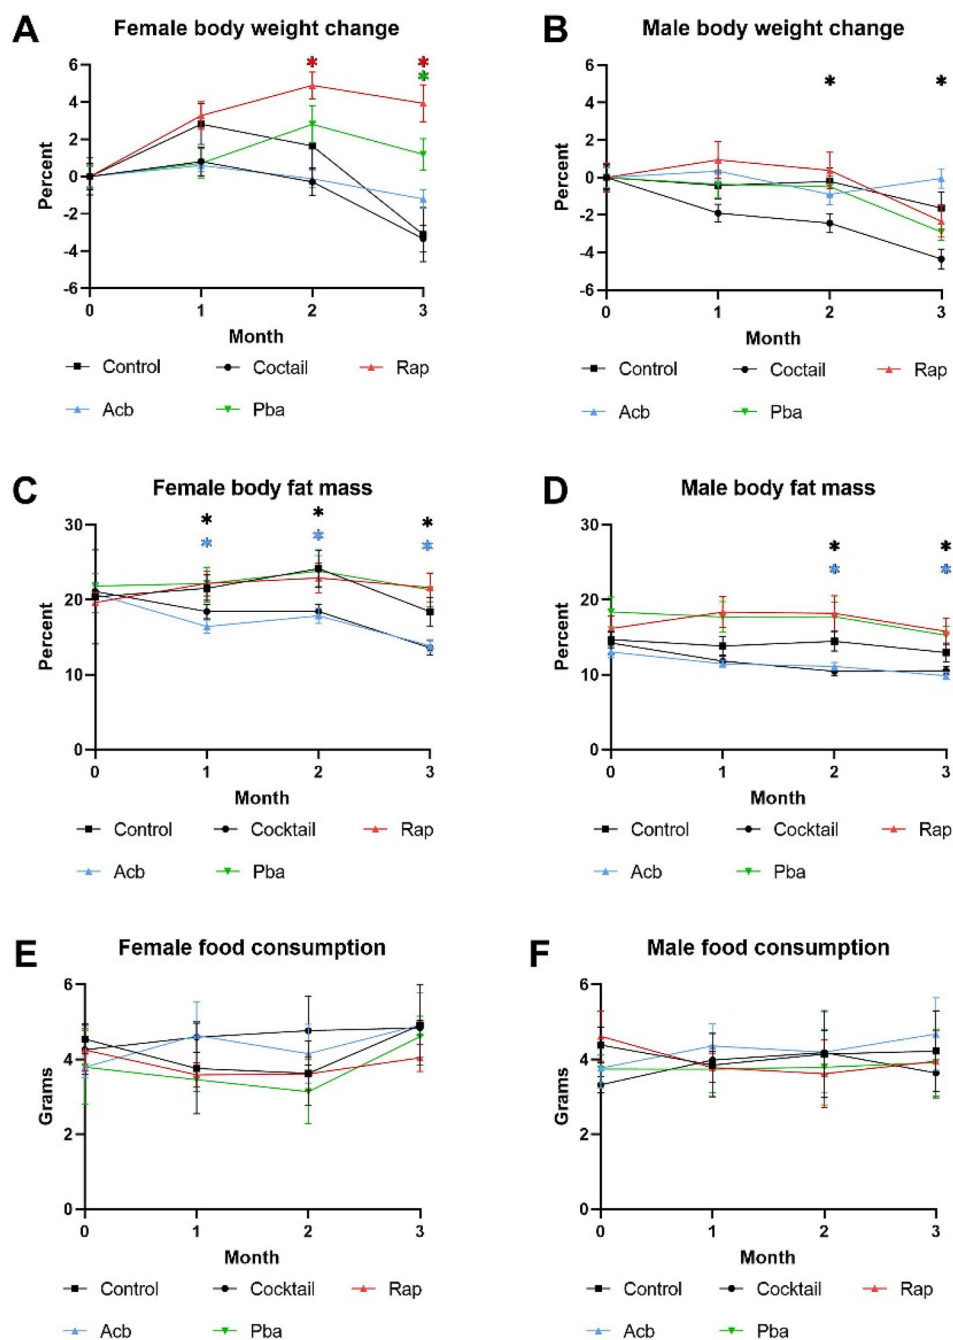 A Female body weight change
B Male body weight change
* * *
* * *
6
4
2
0
-2
-4
-6
Percent
0 1 2 3
Month
6
4
2
0
-2
-4
-6
Percent
0 1 2 3
Month
Control Coctail Rap
Acb Pba
Control Coctail Rap
Acb Pba
C Female body fat mass
D Male body fat mass
* * *
* * *
* *
* *
30
20
10
0
Percent
0 1 2 3
Month
30
20
10
0
Percent
0 1 2 3
Month
Control Cocktail Rap
Acb Pba
Control Cocktail Rap
Acb Pba
E Female food consumption
F Male food consumption
6
4
2
0
Grams
0 1 2 3
Month
6
4
2
0
Grams
0 1 2 3
Month
Control Cocktail Rap
Acb Pba
Control Cocktail Rap
Acb Pba